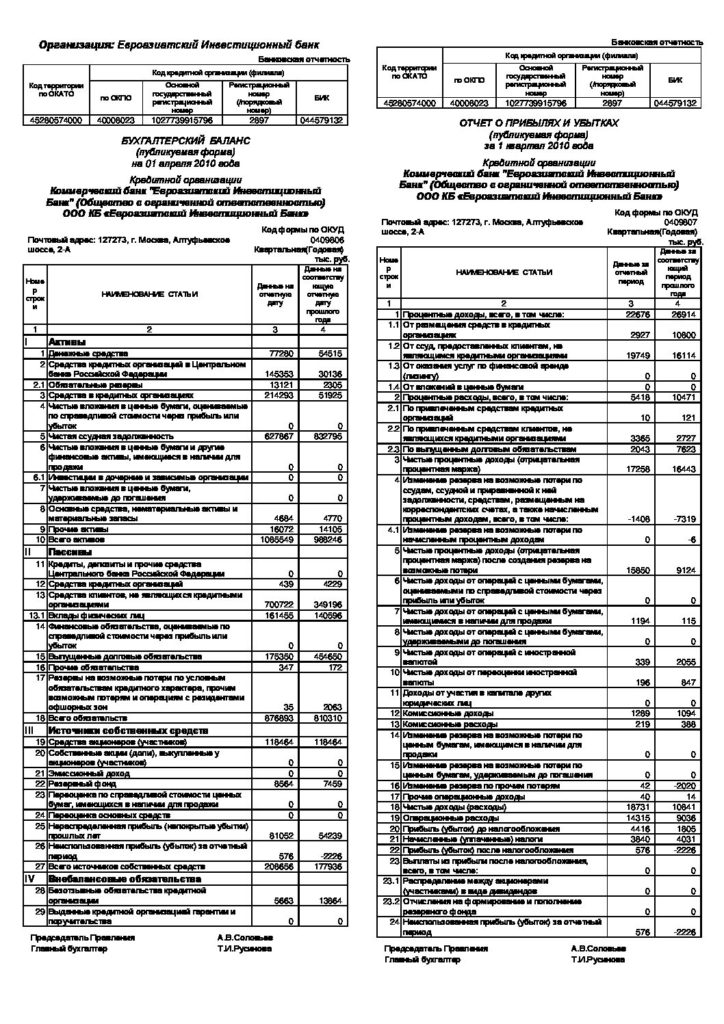 Организация: Евроазиатский Инвестиционный банк
Банковская отчетность
Код территории по ОКАТО
Код кредитной организации (филиала)
по ОКПО
Основной государственный регистрационный номер
Регистрационный номер (/порядковый номер)
БИК
45280574000 40006023 1027739915796 2897 044579132
БУХГАЛТЕРСКИЙ БАЛАНС
(публикуемая форма)
на 01 апреля 2010 года
Кредитной организации
Коммерческий банк "Евроазиатский Инвестиционный
Банк" (Общество с ограниченной ответственностью)
ООО КБ «Евроазиатский Инвестиционный Банк»
Код формы по ОКУД
Почтовый адрес: 127273, г. Москва, Алтуфьевское 0409806
шоссе, 2-А Квартальная(Годовая)
тыс. руб.
Номер строки
НАИМЕНОВАНИЕ СТАТЬИ
Данные на отчетную дату
Данные на соответствующую отчетную дату прошлого года
1 2 3 4
I Активы
1 Денежные средства 77280 54515
2 Средства кредитных организаций в Центральном
банке Российской Федерации 145353 30136
2.1 Обязательные резервы 13121 2305
3 Средства в кредитных организациях 214293 51925
4 Чистые вложения в ценные бумаги, оцениваемые
по справедливой стоимости через прибыль или
убыток 0 0
5 Чистая ссудная задолженность 627867 832795
6 Чистые вложения в ценные бумаги и другие
финансовые активы, имеющиеся в наличии для
продажи 0 0
6.1 Инвестиции в дочерние и зависимые организации 0 0
7 Чистые вложения в ценные бумаги,
удерживаемые до погашения 0 0
8 Основные средства, нематериальные активы и
материальные запасы 4684 4770
9 Прочие активы 16072 14105
10 Всего активов 1085549 988246
II Пассивы
11 Кредиты, депозиты и прочие средства
Центрального банка Российской Федерации 0 0
12 Средства кредитных организаций 439 4229
13 Средства клиентов, не являющихся кредитными
организациями 700722 349196
13.1 Вклады физических лиц 161455 140596
14 Финансовые обязательства, оцениваемые по
справедливой стоимости через прибыль или
убыток 0 0
15 Выпущенные долговые обязательства 175350 454650
16 Прочие обязательства 347 172
17 Резервы на возможные потери по условным
обязательствам кредитного характера, прочим
возможным потерям и операциям с резидентами
офшорных зон 35 2063
18 Всего обязательств 876893 810310
III Источники собственных средств
19 Средства акционеров (участников) 118464 118464
20 Собственные акции (доли), выкупленные у
акционеров (участников) 0 0
21 Эмиссионный доход 0 0
22 Резервный фонд 8564 7459
23 Переоценка по справедливой стоимости ценных
бумаг, имеющихся в наличии для продажи 0 0
24 Переоценка основных средств 0 0
25 Нераспределенная прибыль (непокрытые убытки)
прошлых лет 81052 54239
26 Неиспользованная прибыль (убыток) за отчетный
период 576 -2226
27 Всего источников собственных средств 208656 177936
IV Внебалансовые обязательства
28 Безотзывные обязательства кредитной
организации 5663 13864
29 Выданные кредитной организацией гарантии и
поручительства 0 0
Председатель Правления А.В.Соловьев
Главный бухгалтер Т.И.Русинова
Банковская отчетность
Код территории по ОКАТО
Код кредитной организации (филиала)
по ОКПО
Основной государственный регистрационный номер
Регистрационный номер (/порядковый номер)
БИК
45280574000 40006023 1027739915796 2897 044579132
ОТЧЕТ О ПРИБЫЛЯХ И УБЫТКАХ
(публикуемая форма)
за 1 квартал 2010 года
Кредитной организации
Коммерческий банк "Евроазиатский Инвестиционный
Банк" (Общество с ограниченной ответственностью)
ООО КБ «Евроазиатский Инвестиционный Банк»
Код формы по ОКУД
Почтовый адрес: 127273, г. Москва, Алтуфьевское 0409807
шоссе, 2-А Квартальная(Годовая)
тыс. руб.
Номер строки
НАИМЕНОВАНИЕ СТАТЬИ
Данные за отчетный период
Данные за соответствующий период прошлого года
1 2 3 4
1 Процентные доходы, всего, в том числе: 22676 26914
1.1 От размещения средств в кредитных
организациях 2927 10800
1.2 От ссуд, предоставленных клиентам, не
являющимся кредитными организациями 19749 16114
1.3 От оказания услуг по финансовой аренде
(лизингу) 0 0
1.4 От вложений в ценные бумаги 0 0
2 Процентные расходы, всего, в том числе: 5418 10471
2.1 По привлеченным средствам кредитных
организаций 10 121
2.2 По привлеченным средствам клиентов, не
являющихся кредитными организациями 3365 2727
2.3 По выпущенным долговым обязательствам 2043 7623
3 Чистые процентные доходы (отрицательная
процентная маржа) 17258 16443
4 Изменение резерва на возможные потери по
ссудам, ссудной и приравненной к ней
задолженности, средствам, размещенным на
корреспондентских счетах, а также начисленным
процентным доходам, всего, в том числе: -1408 -7319
4.1 Изменение резерва на возможные потери по
начисленным процентным доходам 0 -6
5 Чистые процентные доходы (отрицательная
процентная маржа) после создания резерва на
возможные потери 15850 9124
6 Чистые доходы от операций с ценными бумагами,
оцениваемыми по справедливой стоимости через
прибыль или убыток 0 0
7 Чистые доходы от операций с ценными бумагами,
имеющимися в наличии для продажи 1194 115
8 Чистые доходы от операций с ценными бумагами,
удерживаемыми до погашения 0 0
9 Чистые доходы от операций с иностранной
валютой 339 2055
10 Чистые доходы от переоценки иностранной
валюты 196 847
11 Доходы от участия в капитале других
юридических лиц 0 0
12 Комиссионные доходы 1289 1094
13 Комиссионные расходы 219 388
14 Изменение резерва на возможные потери по
ценным бумагам, имеющимся в наличии для
продажи 0 0
15 Изменение резерва на возможные потери по
ценным бумагам, удерживаемым до погашения 0 0
16 Изменение резерва по прочим потерям 42 -2020
17 Прочие операционные доходы 40 14
18 Чистые доходы (расходы) 18731 10841
19 Операционные расходы 14315 9036
20 Прибыль (убыток) до налогообложения 4416 1805
21 Начисленные (уплаченные) налоги 3840 4031
22 Прибыль (убыток) после налогообложения 576 -2226
23 Выплаты из прибыли после налогообложения,
всего, в том числе: 0 0
23.1 Распределение между акционерами
(участниками) в виде дивидендов 0 0
23.2 Отчисления на формирование и пополнение
резервного фонда 0 0
24 Неиспользованная прибыль (убыток) за отчетный
период 576 -2226
Председатель Правления А.В.Соловьев
Главный бухгалтер Т.И.Русинова